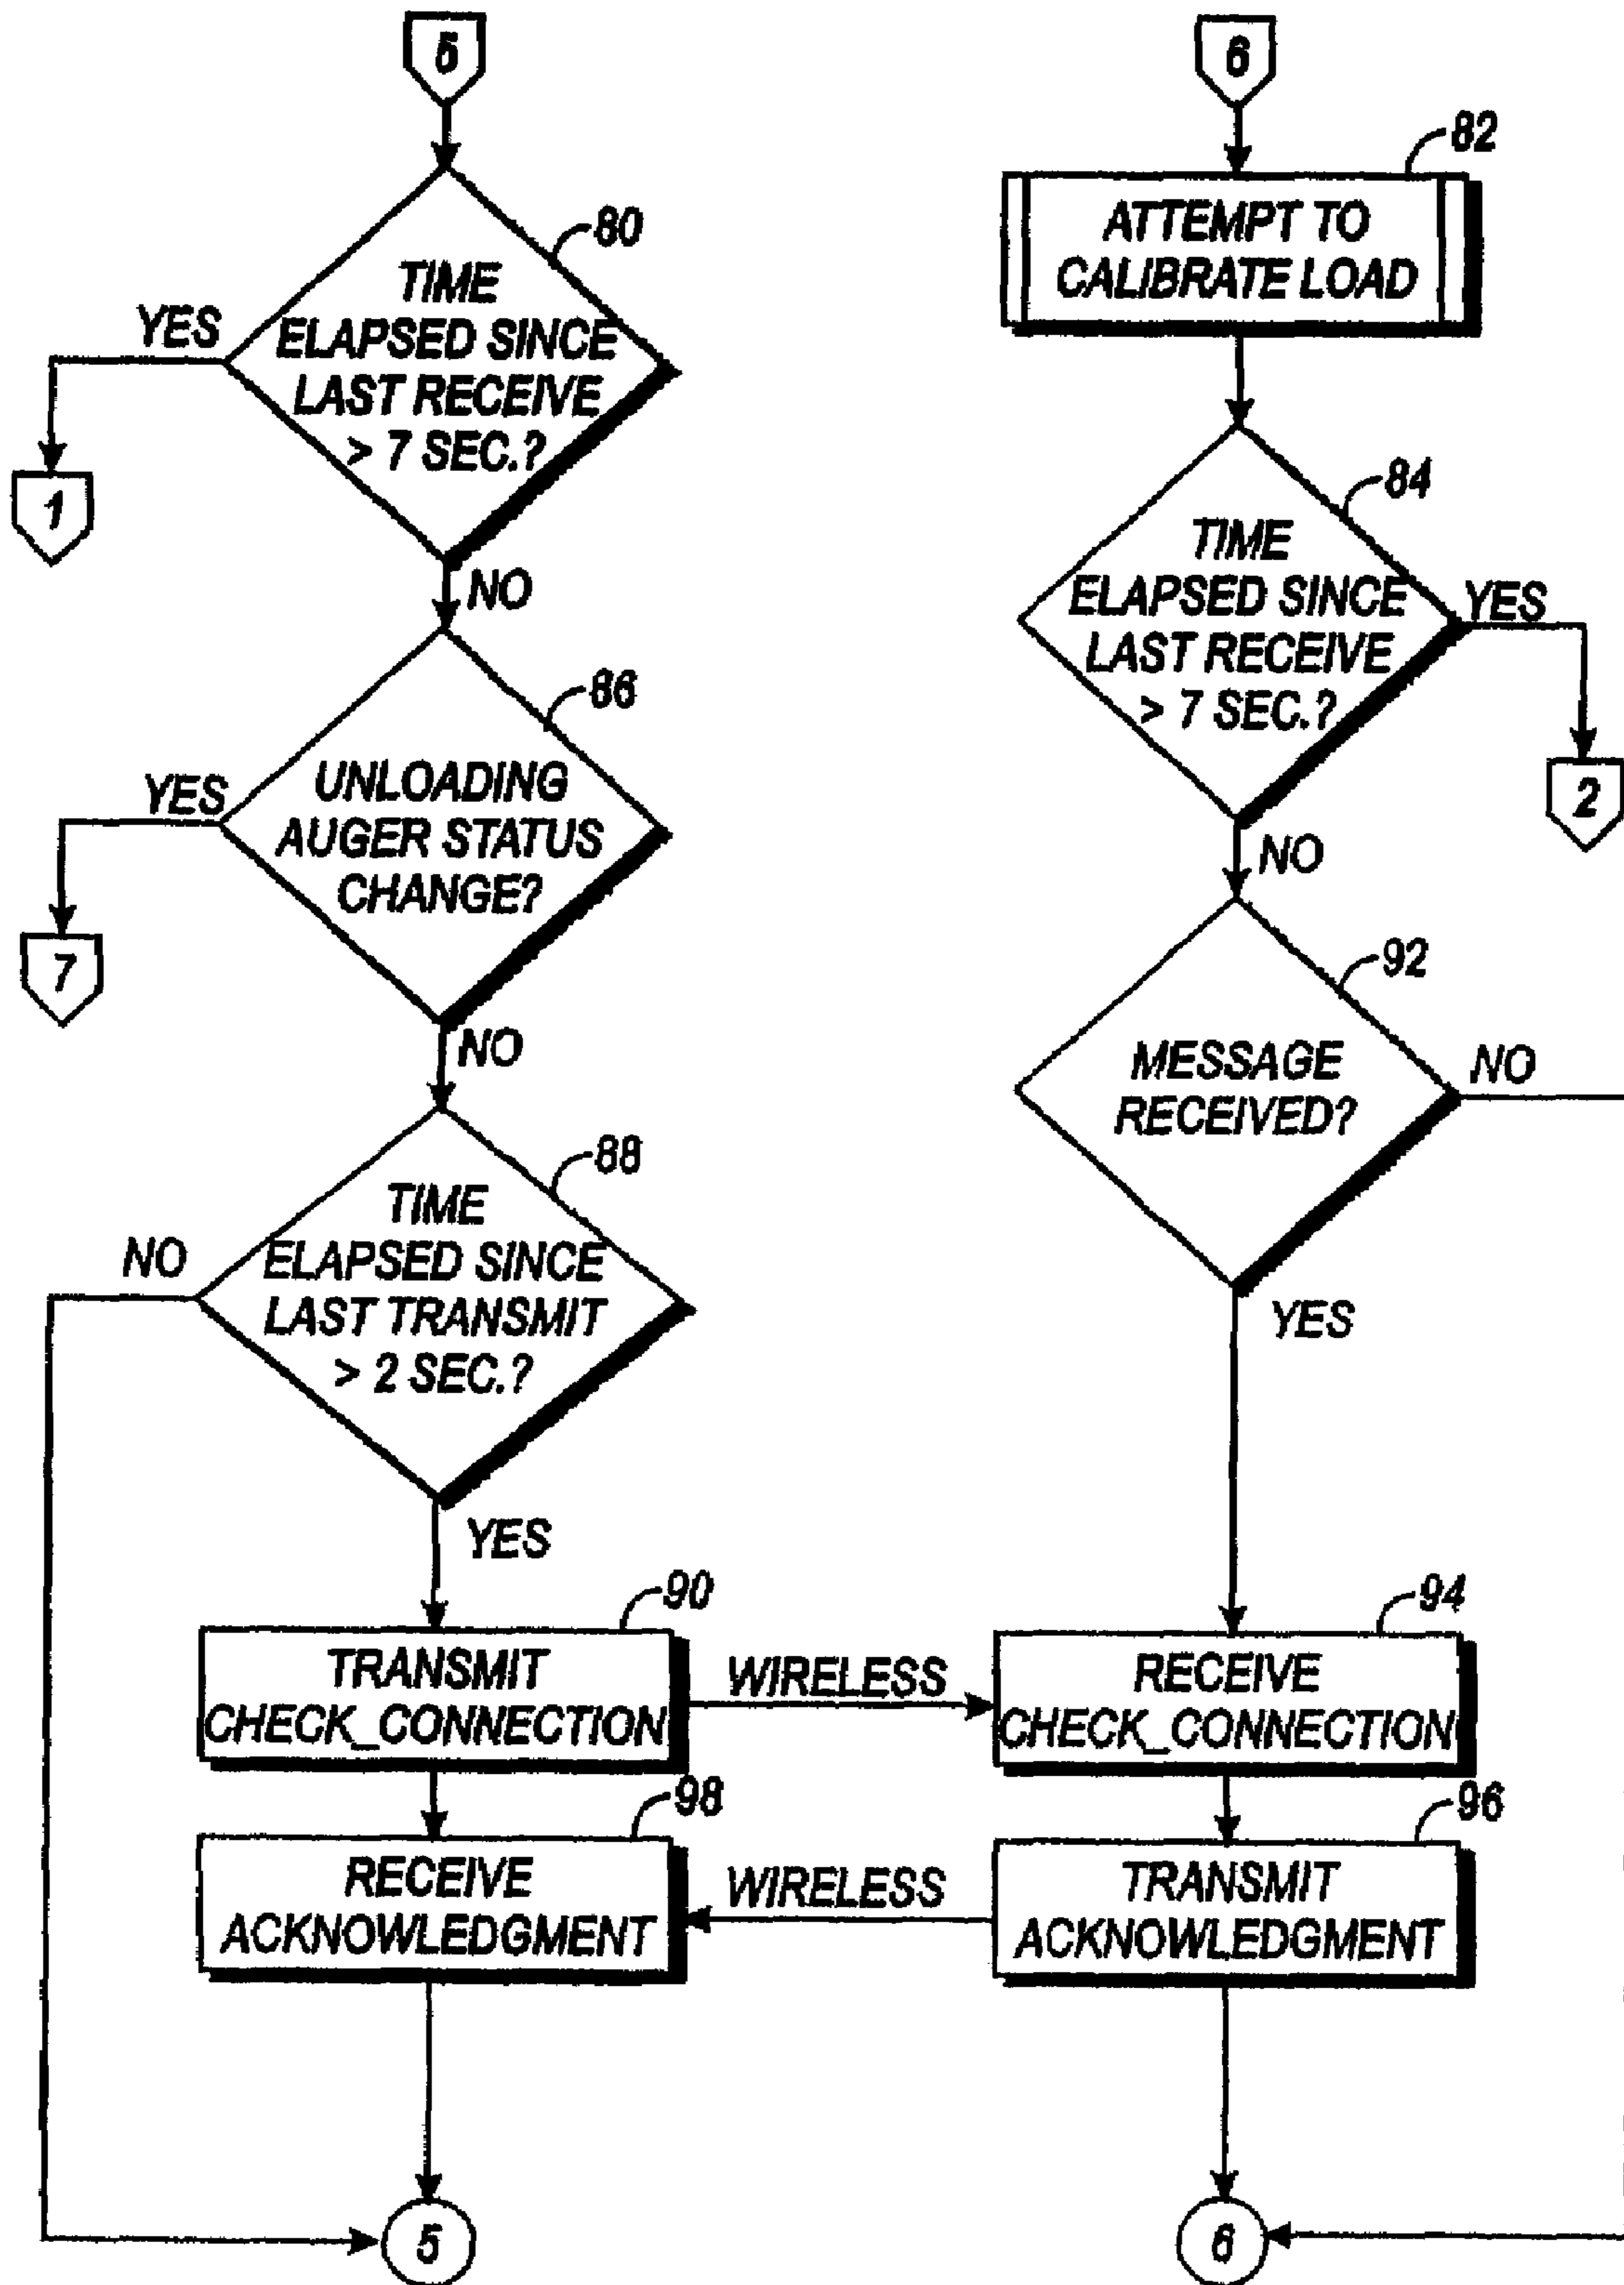 5
80
TIME
ELAPSED SINCE
LAST RECEIVE
> 7 SEC.?
YES
1
NO
86
UNLOADING
AUGER STATUS
CHANGE?
YES
7
NO
88
TIME
ELAPSED SINCE
LAST TRANSMIT
> 2 SEC.?
NO
YES
90
TRANSMIT
CHECK_CONNECTION
WIRELESS
98
RECEIVE
ACKNOWLEDGMENT
WIRELESS
5
6
82
ATTEMPT TO
CALIBRATE LOAD
84
TIME
ELAPSED SINCE
LAST RECEIVE
> 7 SEC.?
YES
2
NO
92
MESSAGE
RECEIVED?
NO
YES
94
RECEIVE
CHECK_CONNECTION
96
TRANSMIT
ACKNOWLEDGMENT
6